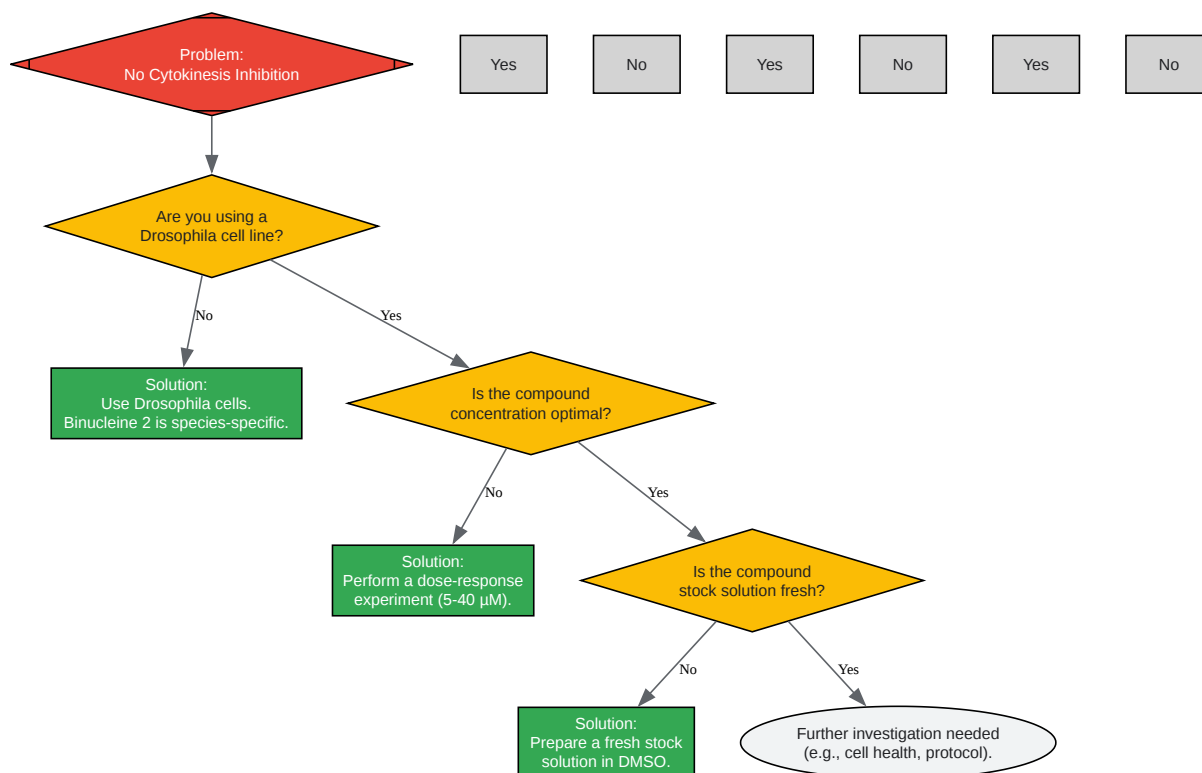 Problem:
No Cytokinesis Inhibition
Yes
No
Yes
No
Yes
No
Are you using a
Drosophila cell line?
No
Yes
Solution:
Use Drosophila cells.
Binucleine 2 is species-specific.
Is the compound
concentration optimal?
No
Yes
Solution:
Perform a dose-response
experiment (5-40 µM).
Is the compound
stock solution fresh?
No
Yes
Solution:
Prepare a fresh stock
solution in DMSO.
Further investigation needed
(e.g., cell health, protocol).